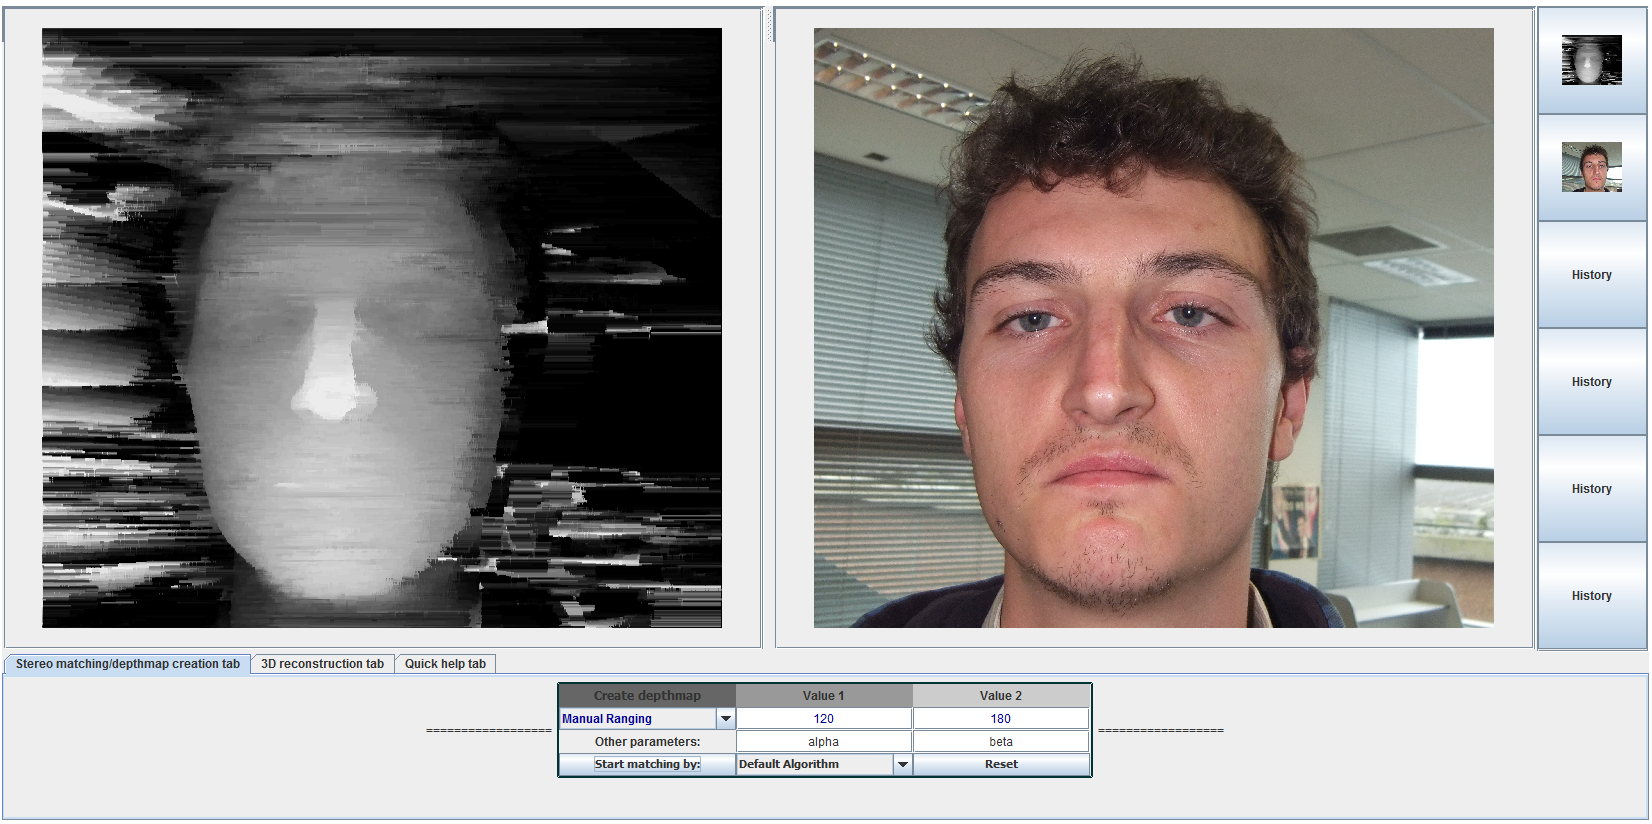 History
History
History
History
Stereo matching/depthmap creation tab
3D reconstruction tab
Quick help tab
Create depthmap
Value 1
Value 2
Manual Ranging
120
180
Other parameters:
alpha
beta
Start matching by:
Default Algorithm
Reset
==================
==================